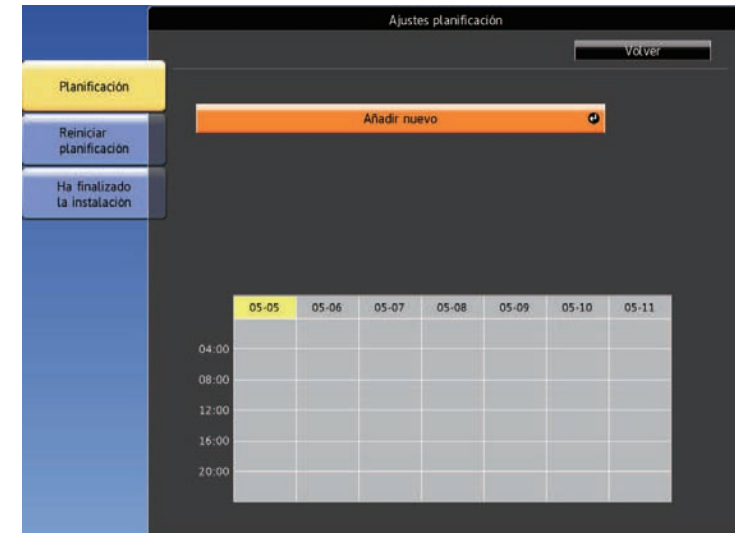 Ajustes planificación
Volver
Planificación
Añadir nuevo
Reiniciar
planificación
Ha finalizado
la instalación
05-05 05-06 05-07 05-08 05-09 05-10 05-11
04:00
08:00
12:00
16:00
20:00